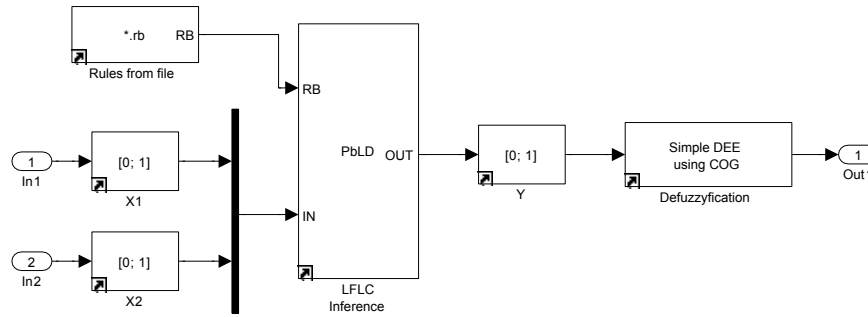 *.rb
RB
Rules from file
RB
PbLD
OUT
IN
LFLC
Inference
1
In1
[0; 1]
X1
2
In2
[0; 1]
X2
[0; 1]
Y
Simple DEE
using COG
Defuzzyfication
1